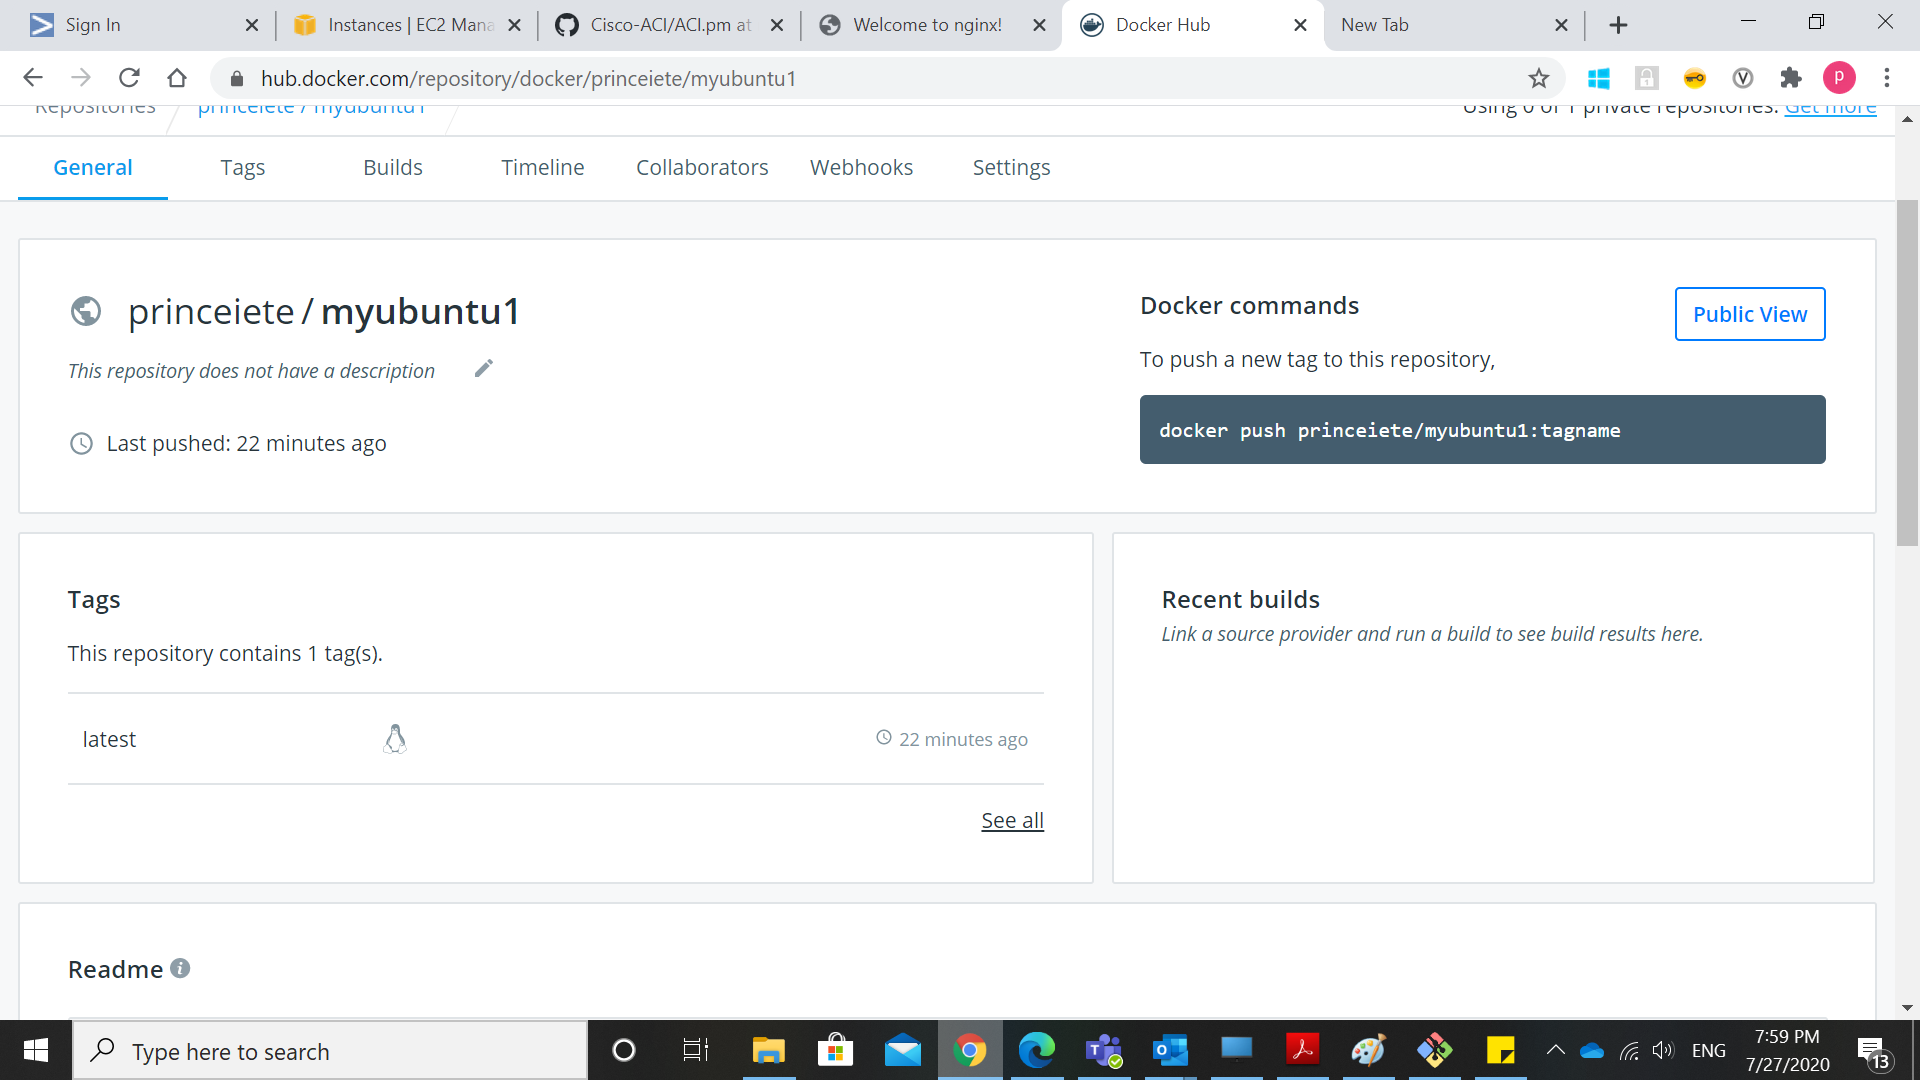 Sign In
Instances | EC2 Mana
Cisco-ACI/ACI.pm at
Welcome to nginx!
Docker Hub
New Tab
hub.docker.com/repository/docker/princeiete/myubuntu1
P
Repositories
princeiete / myubuntu1
Using 0 of 1 private repositories. Get more
General
Tags
Builds
Timeline
Collaborators
Webhooks
Settings
princeiete / myubuntu1
This repository does not have a description
Last pushed: 22 minutes ago
Docker commands
Public View
To push a new tag to this repository,
docker push princeiete/myubuntu1:tagname
Tags
This repository contains 1 tag(s).
latest
22 minutes ago
See all
Recent builds
Link a source provider and run a build to see build results here.
Readme
Type here to search
ENG
7:59 PM
7/27/2020
13